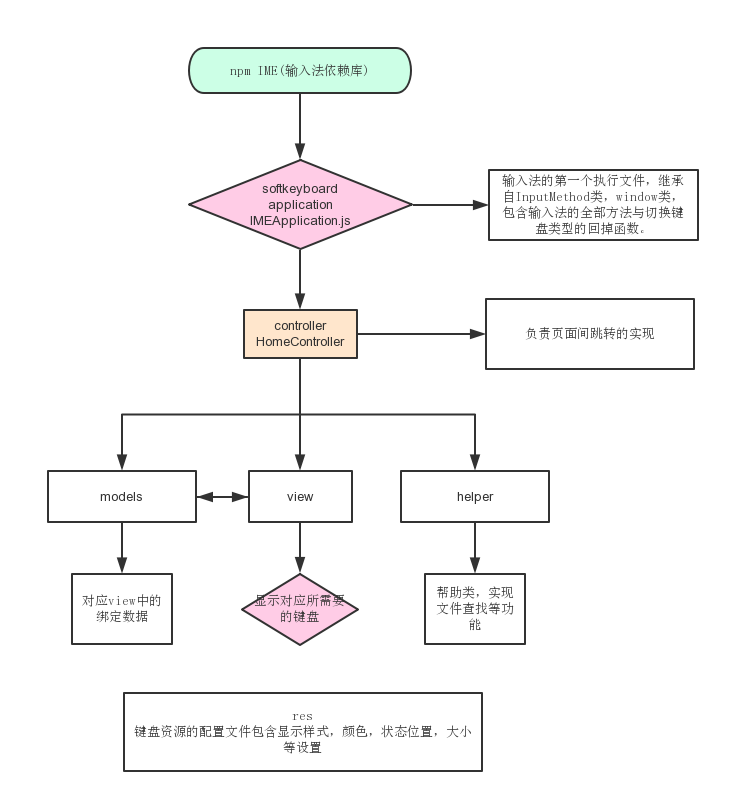 npm IME(输入法依赖库)
softkeyboard
application
IMEApplication.js
输入法的第一个执行文件, 继承
自InputMethod类, window类,
包含输入法的全部方法与切换键
盘类型的回掉函数。
controller
HomeController
负责页面间跳转的实现
models
view
helper
对应view中的
绑定数据
显示对应所需要
的键盘
帮助类, 实现
文件查找等功
能
res
键盘资源的配置文件包含显示样式, 颜色, 状态位置, 大小
等设置